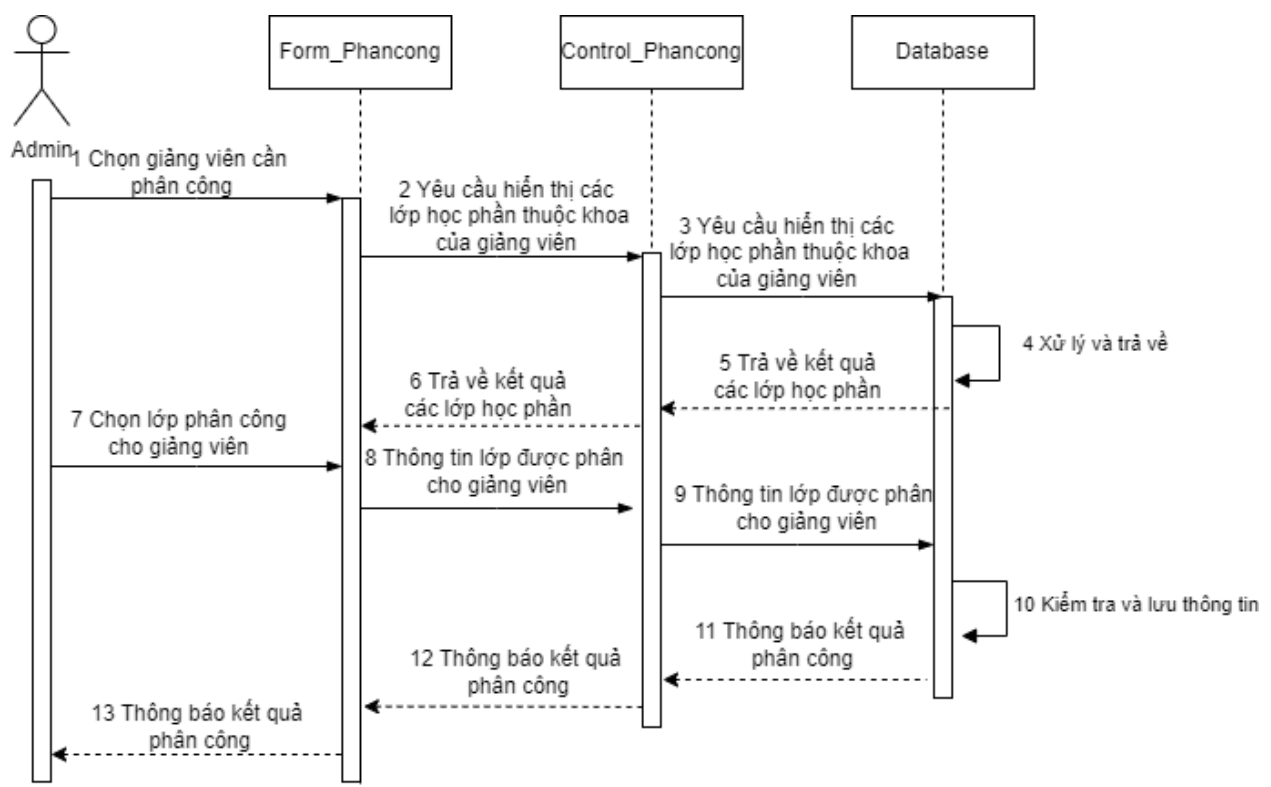 Form_Phancong
Control_Phancong
Database
Admin
1 Chọn giảng viên cần
phân công
2 Yêu cầu hiển thị các
lớp học phần thuộc khoa
của giảng viên
3 Yêu cầu hiển thị các
lớp học phần thuộc khoa
của giảng viên
4 Xử lý và trả về
5 Trả về kết quả
các lớp học phần
6 Trả về kết quả
các lớp học phần
7 Chọn lớp phân công
cho giảng viên
8 Thông tin lớp được phân
cho giảng viên
9 Thông tin lớp được phân
cho giảng viên
10 Kiểm tra và lưu thông tin
11 Thông báo kết quả
phân công
12 Thông báo kết quả
phân công
13 Thông báo kết quả
phân công